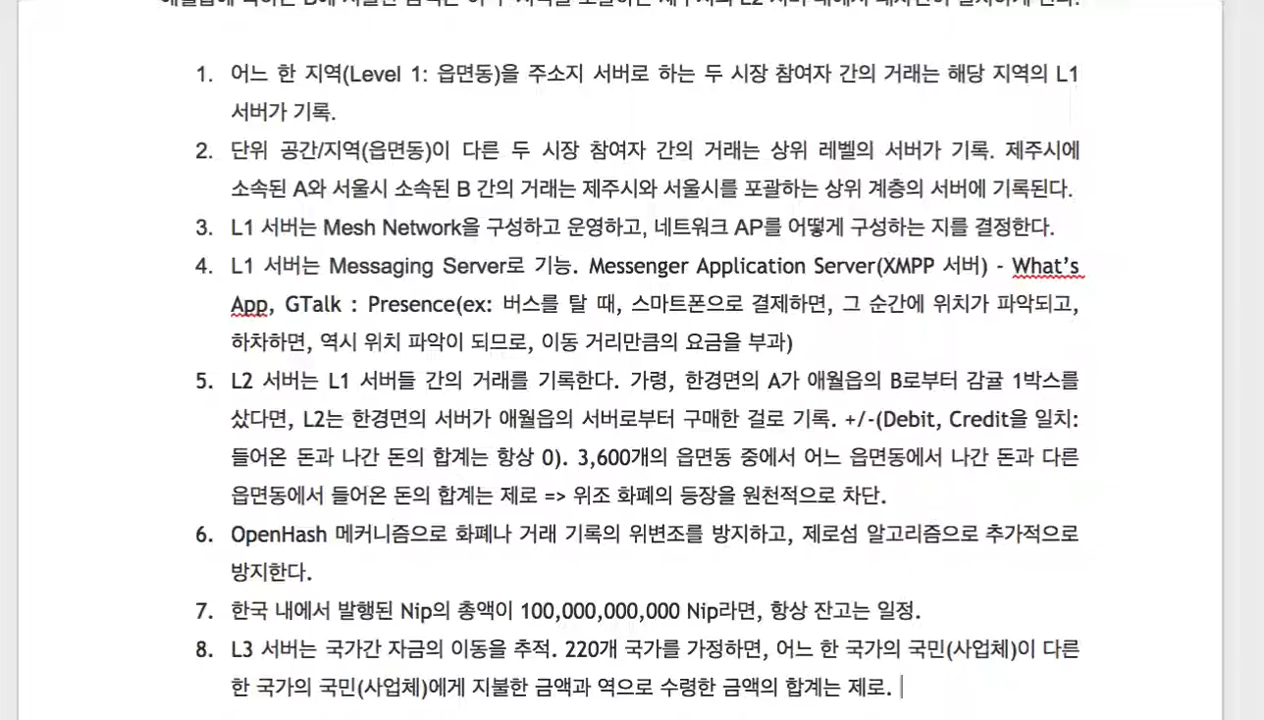 1. 어느 한 지역(Level 1: 읍면동)을 주소지 서버로 하는 두 시장 참여자 간의 거래는 해당 지역의 L1
서버가 기록.
2. 단위 공간/지역(읍면동)이 다른 두 시장 참여자 간의 거래는 상위 레벨의 서버가 기록. 제주시에
소속된 A와 서울시 소속된 B 간의 거래는 제주시와 서울시를 포괄하는 상위 계층의 서버에 기록된다.
3. L1 서버는 Mesh Network을 구성하고 운영하고, 네트워크 AP를 어떻게 구성하는 지를 결정한다.
4. L1 서버는 Messaging Server로 기능. Messenger Application Server(XMPP 서버) - What's
App, GTalk : Presence(ex: 버스를 탈 때, 스마트폰으로 결제하면, 그 순간에 위치가 파악되고,
하차하면, 역시 위치 파악이 되므로, 이동 거리만큼의 요금을 부과)
5. L2 서버는 L1 서버들 간의 거래를 기록한다. 가령, 한경면의 A가 애월읍의 B로부터 감귤 1박스를
샀다면, L2는 한경면의 서버가 애월읍의 서버로부터 구매한 걸로 기록. +/-(Debit, Credit을 일치:
들어온 돈과 나간 돈의 합계는 항상 0). 3,600개의 읍면동 중에서 어느 읍면동에서 나간 돈과 다른
읍면동에서 들어온 돈의 합계는 제로 => 위조 화폐의 등장을 원천적으로 차단.
6. OpenHash 메커니즘으로 화폐나 거래 기록의 위변조를 방지하고, 제로섬 알고리즘으로 추가적으로
방지한다.
7. 한국 내에서 발행된 Nip의 총액이 100,000,000,000 Nip라면, 항상 잔고는 일정.
8. L3 서버는 국가간 자금의 이동을 추적. 220개 국가를 가정하면, 어느 한 국가의 국민(사업체)이 다른
한 국가의 국민(사업체)에게 지불한 금액과 역으로 수령한 금액의 합계는 제로.